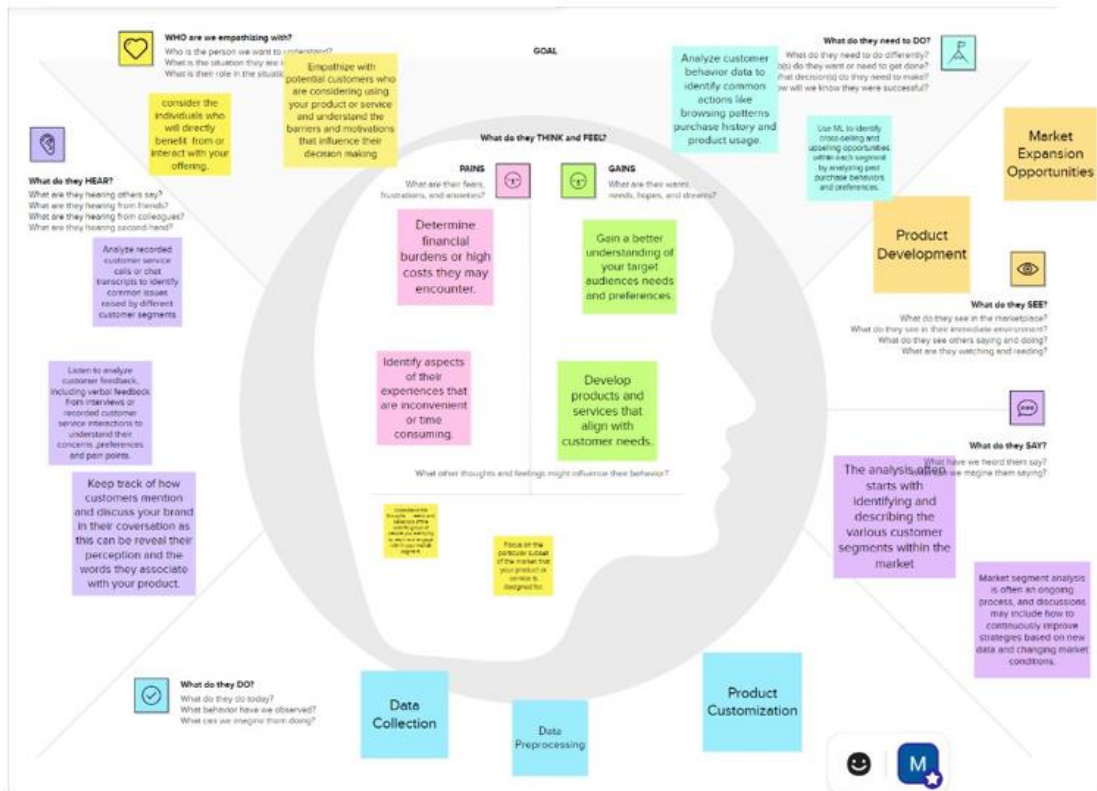 WHO are we empathizing with?
Who is the person we want to understand?
What is the situation they are in
What is their role in the situation
GOAL
consider the
individuals who
will directly
benefit from or
interact with your
offering.
Empathize with
potential customers who
are considering using
your product or service
and understand the
barriers and motivations
that influence their
decision making
What do they need to DO?
What do they need to do differently?
(s) do they want or need to get done?
What decision(s) do they need to make?
ow will we know they were successful?
Analyze customer
behavior data to
identify common
actions like
browsing patterns
purchase history and
product usage.
Use ML to identify
cross-selling and
upselling opportunities
within each segment
by analyzing past
purchase behaviors
and preferences.
Market
Expansion
Opportunities
Product
Development
What do they SEE?
What do they see in the marketplace?
What do they see in their immediate environment?
What do they see others saying and doing?
What are they watching and reading?
What do they HEAR?
What are they hearing others say?
What are they hearing from friends?
What are they hearing from colleagues?
What are they hearing second-hand?
Analyze recorded
customer service
calls or chat
transcripts to identify
common issues
raised by different
customer segments
Listen to analyze
customer feedback,
including verbal feedback
from interviews or
recorded customer
service interactions to
understand their
concerns ,preferences
and pain points.
Keep track of how
customers mention
and discuss your brand
in their coversation as
this can be reveal their
perception and the
words they associate
with your product.
What do they THINK and FEEL?
PAINS
What are their fears,
frustrations, and anxieties?
GAINS
What are their wants,
needs, hopes, and dreams?
Determine
financial
burdens or high
costs they may
encounter.
Identify aspects
of their
experiences that
are inconvenient
or time
consuming.
Gain a better
understanding of
your target
audiences needs
and preferences.
Develop
products and
services that
align with
customer needs.
What other thoughts and feelings might influence their behavior?
Focus on the
particular subset
of the market that
your product or
service is
designed for.
What do they SAY?
What have we heard them say?
can we magine them saying?
The analysis often
starts with
identifying and
describing the
various customer
segments within the
market
Market segment analysis
is often an ongoing
process, and discussions
may include how to
continuously improve
strategies based on new
data and changing market
conditions.
What do they DO?
What do they do today?
What behavior have we observed?
What can we imagine them doing?
Data
Collection
Data
Preprocessing
Product
Customization
M